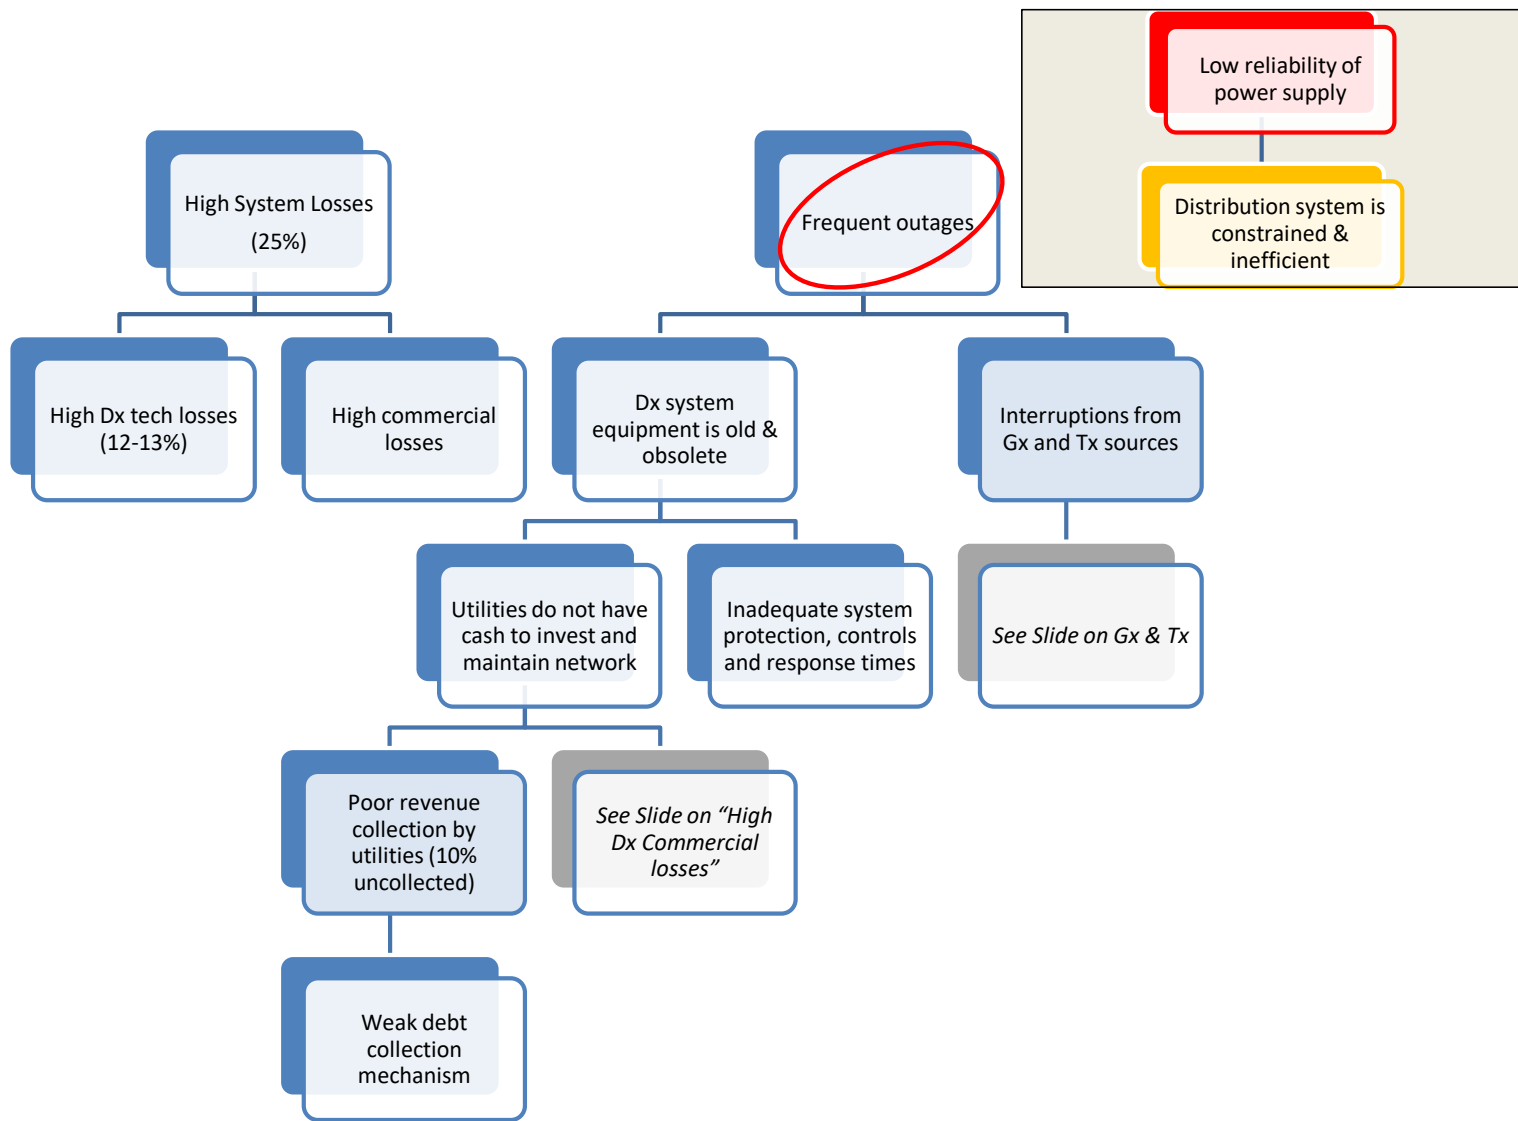 Low reliability of
power supply
Distribution system is
constrained &
inefficient
High System Losses
(25%)
Frequent outages
High Dx tech losses
(12-13%)
High commercial
losses
Dx system
equipment is old &
obsolete
Interruptions from
Gx and Tx sources
Utilities do not have
cash to invest and
maintain network
Inadequate system
protection, controls
and response times
See Slide on Gx & Tx
Poor revenue
collection by
utilities (10%
uncollected)
See Slide on “High
Dx Commercial
losses”
Weak debt
collection
mechanism